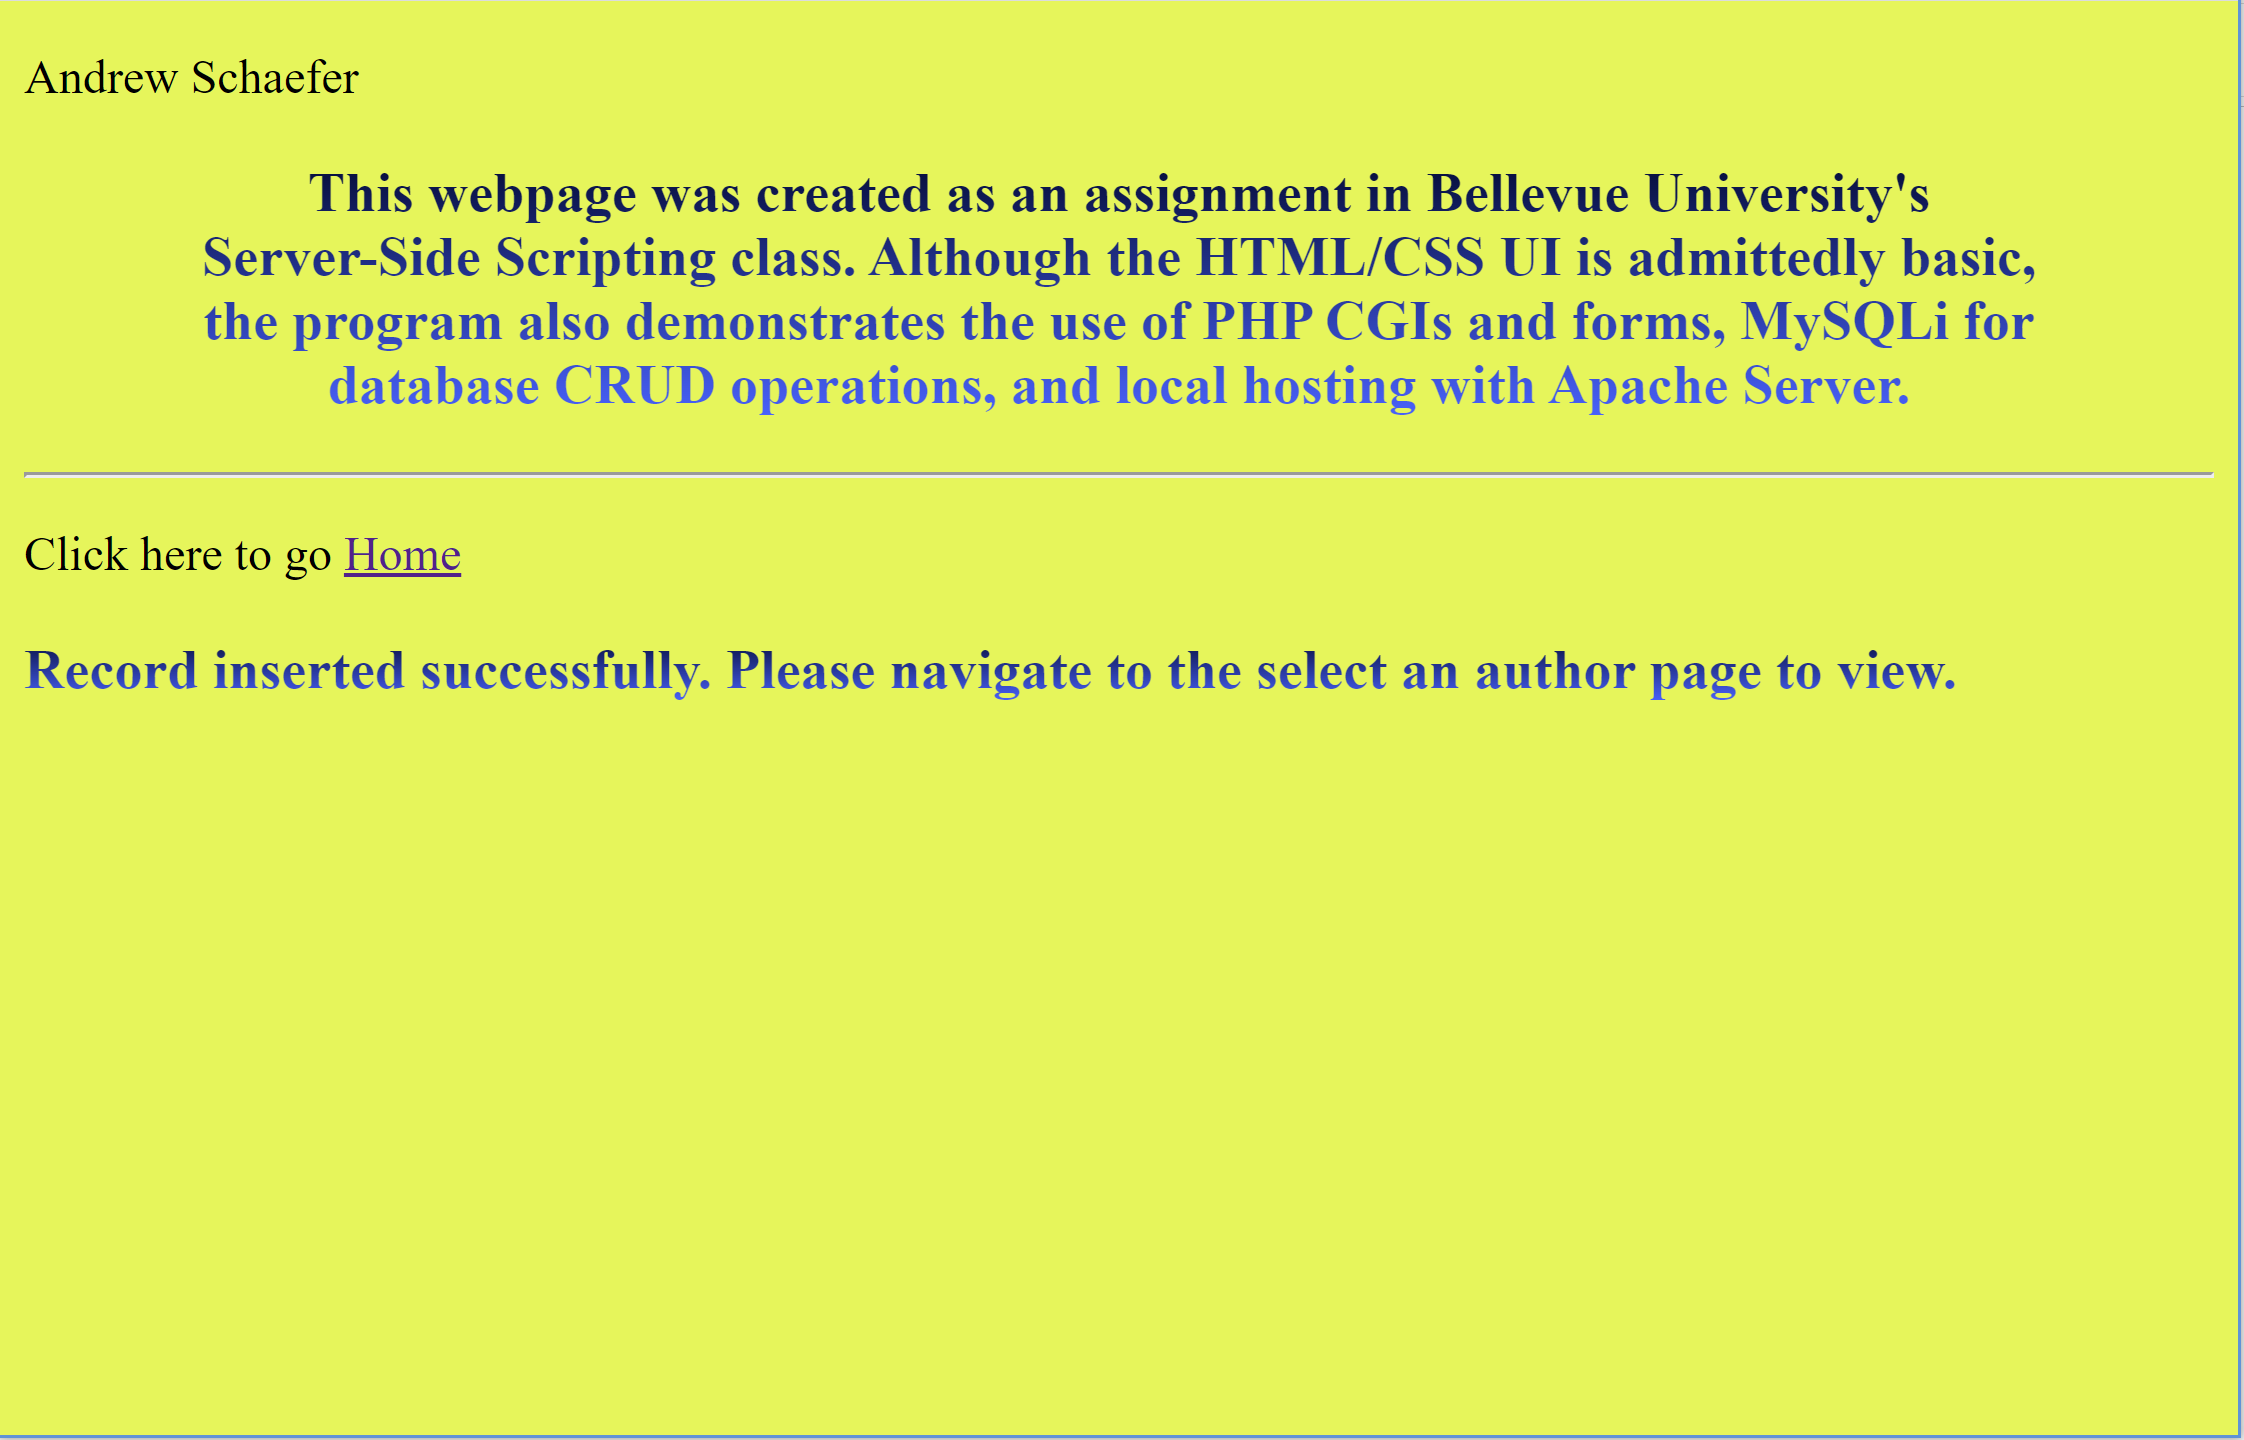 Andrew Schaefer
This webpage was created as an assignment in Bellevue University's
Server-Side Scripting class. Although the HTML/CSS UI is admittedly basic,
the program also demonstrates the use of PHP CGIs and forms, MySQLi for
database CRUD operations, and local hosting with Apache Server.
Click here to go Home
Record inserted successfully. Please navigate to the select an author page to view.